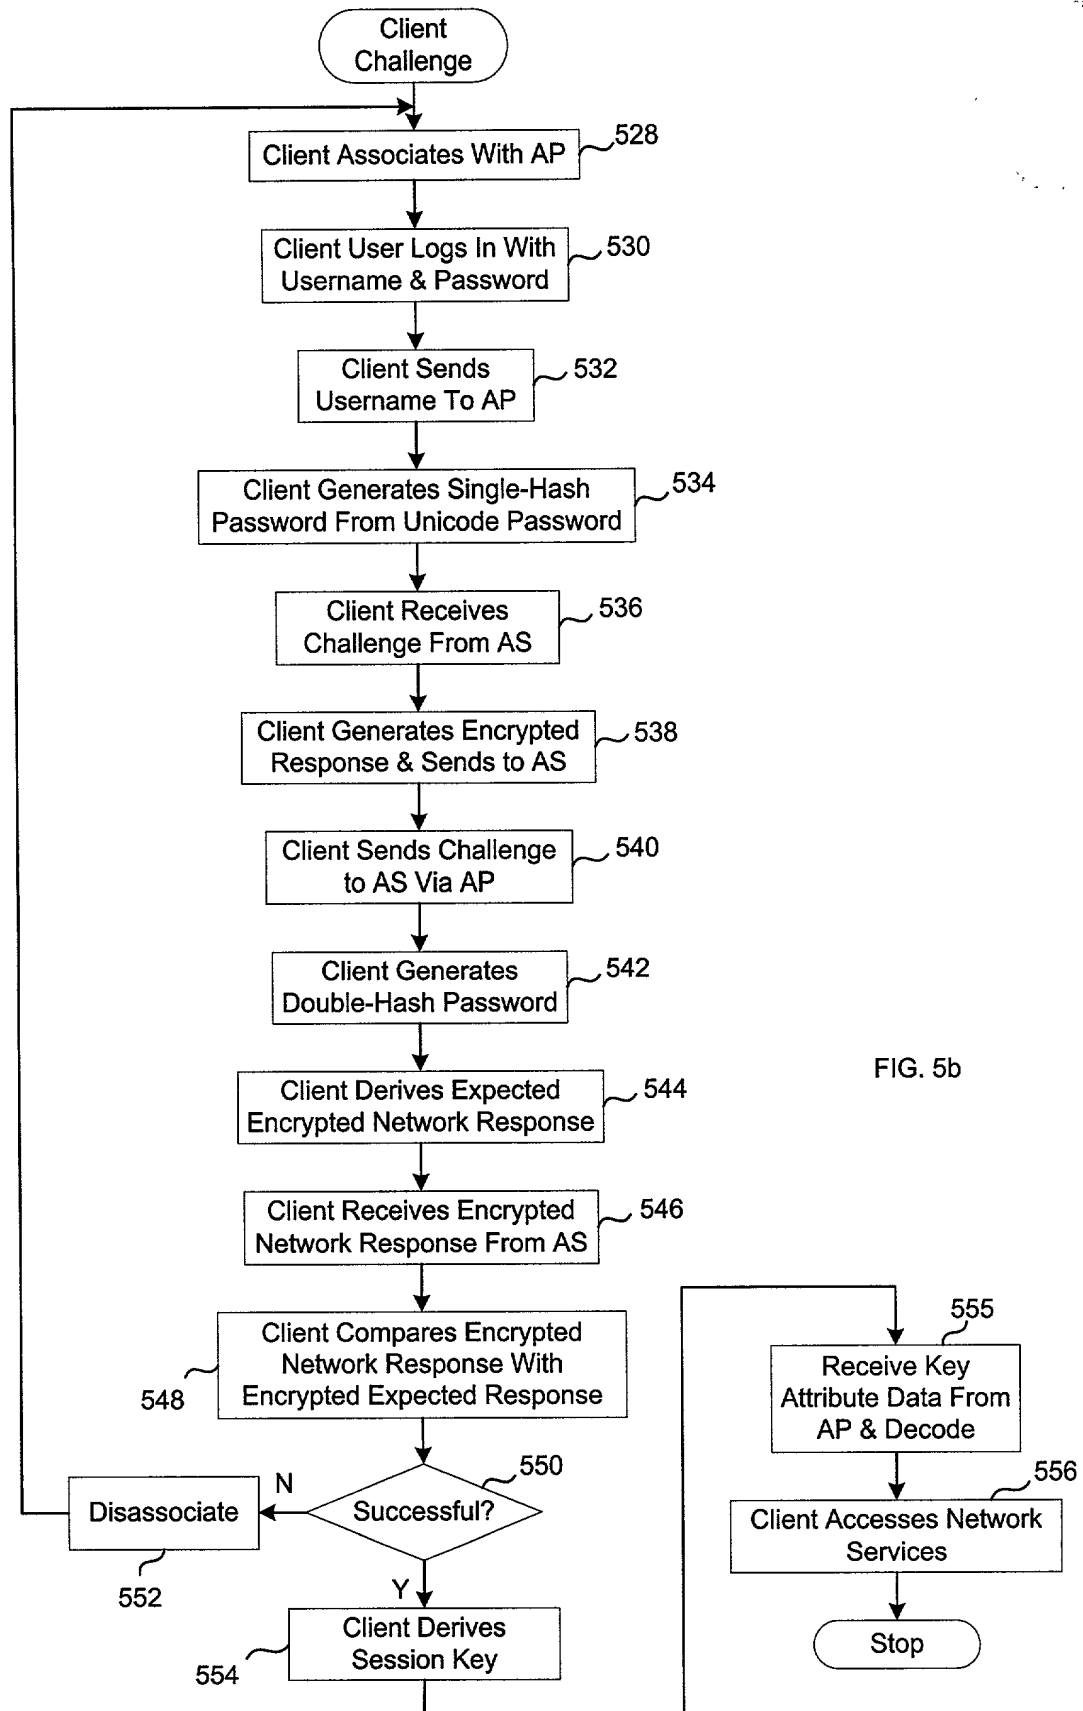 Client
Challenge
Client Associates With AP
528
Client User Logs In With
Username & Password
530
Client Sends
Username To AP
532
Client Generates Single-Hash
Password From Unicode Password
534
Client Receives
Challenge From AS
536
Client Generates Encrypted
Response & Sends to AS
538
Client Sends Challenge
to AS Via AP
540
Client Generates
Double-Hash Password
542
Client Derives Expected
Encrypted Network Response
544
Client Receives Encrypted
Network Response From AS
546
Client Compares Encrypted
Network Response With
Encrypted Expected Response
548
Successful?
550
N
Disassociate
552
Y
Client Derives
Session Key
554
FIG. 5b
555
Receive Key
Attribute Data From
AP & Decode
556
Client Accesses Network
Services
Stop